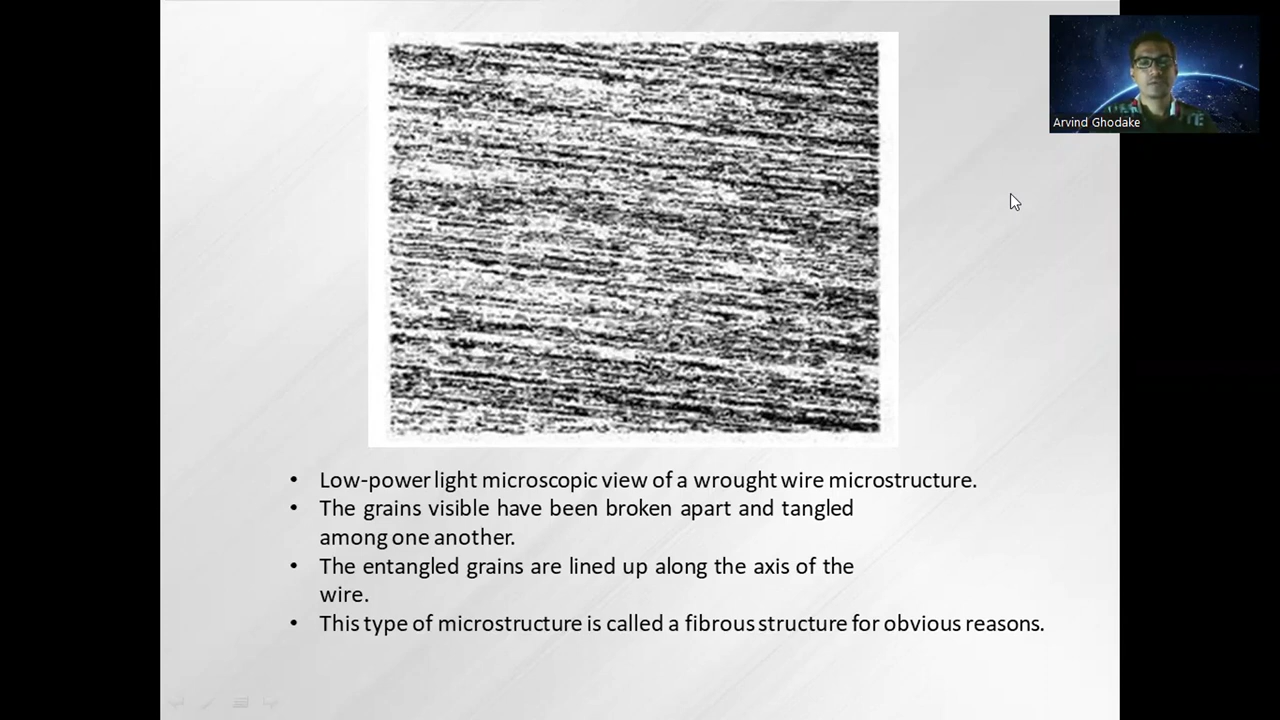 Arvind Ghodake
• Low-power light microscopic view of a wrought wire microstructure.
• The grains visible have been broken apart and tangled
among one another.
• The entangled grains are lined up along the axis of the
wire.
• This type of microstructure is called a fibrous structure for obvious reasons.